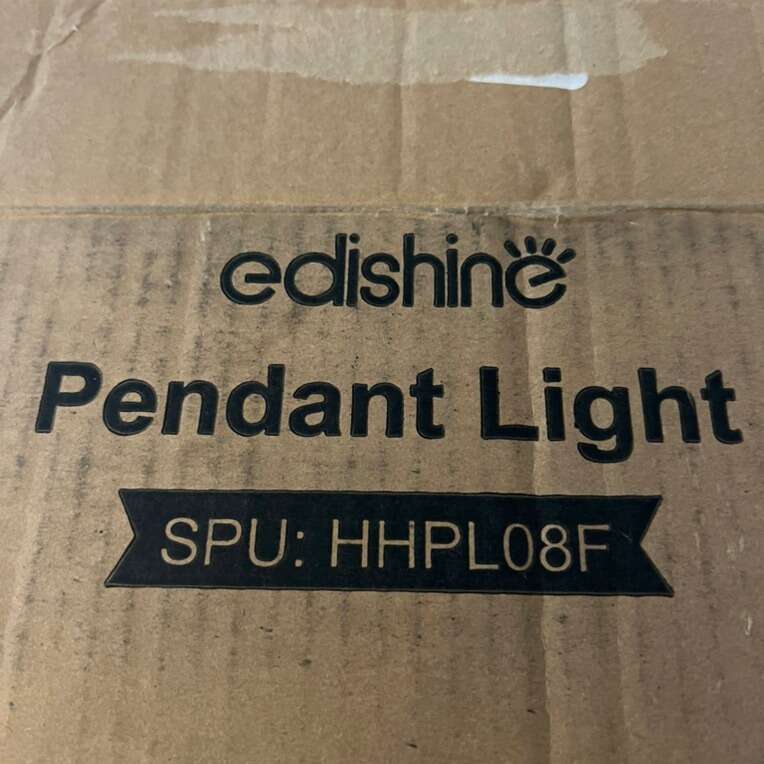 edishine
Pendant Light
SPU: HHPL08F